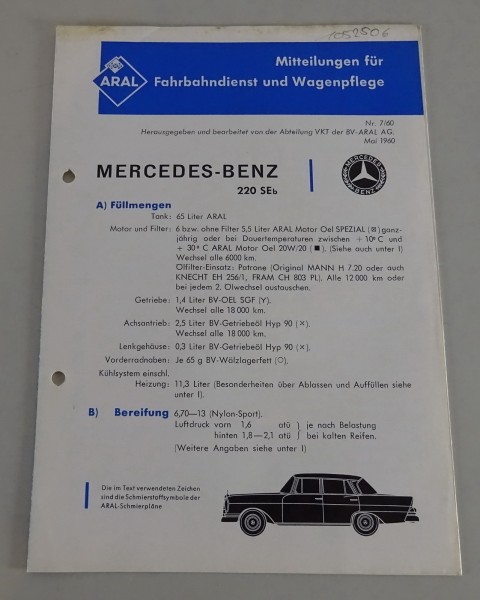 1052506
ARAL
Mitteilungen für
Fahrbahndienst und Wagenpflege
Nr. 7/60
Herausgegeben und bearbeitet von der Abteilung VKT der BV-ARAL AG.
Mai 1960
MERCEDES-BENZ
220 SEb
MERCEDES
BENZ
A) Füllmengen
Tank: 65 Liter ARAL
Motor und Filter: 6 bzw. ohne Filter 5,5 Liter ARAL Motor Oel SPEZIAL (⊠) ganz-
jährig oder bei Dauertemperaturen zwischen + 10° C und
+ 30° C ARAL Motor Oel 20W/20 (■). (Siehe auch unter I)
Wechsel alle 6000 km.
Ölfilter-Einsatz: Patrone (Original MANN H 7.20 oder auch
KNECHT EH 256/1, FRAM CH 803 PL). Alle 12 000 km oder
bei jedem 2. Ölwechsel austauschen.
Getriebe: 1,4 Liter BV-OEL SGF (Y).
Wechsel alle 18 000 km.
Achsantrieb: 2,5 Liter BV-Getriebeöl Hyp 90 (×).
Wechsel alle 18 000 km.
Lenkgehäuse: 0,3 Liter BV-Getriebeöl Hyp 90 (×).
Vorderradnaben: Je 65 g BV-Wälzlagerfett (○).
Kühlsystem einschl.
Heizung: 11,3 Liter (Besonderheiten über Ablassen und Auffüllen siehe
unter I).
B) Bereifung 6,70—13 (Nylon-Sport).
Luftdruck vorn 1,6 atü } je nach Belastung
hinten 1,8—2,1 atü } bei kalten Reifen.
(Weitere Angaben siehe unter I)
Die im Text verwendeten Zeichen
sind die Schmierstoffsymbole der
ARAL-Schmierpläne